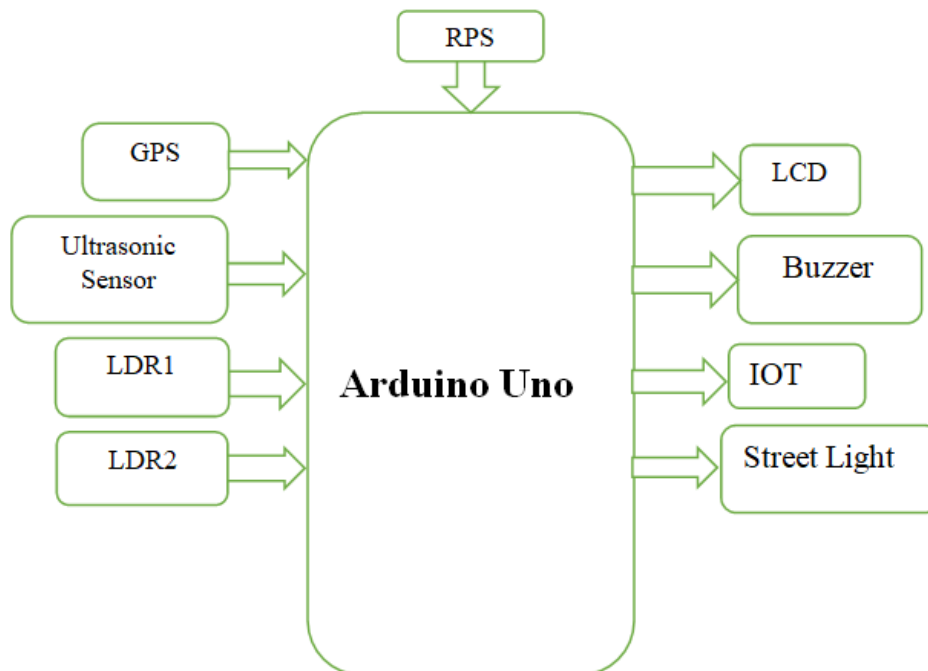 RPS
GPS
Ultrasonic
Sensor
LDR1
LDR2
Arduino Uno
LCD
Buzzer
IOT
Street Light